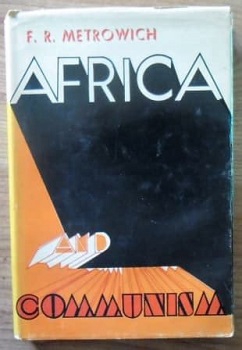 F. R. METROWICH
AFRICA
AND
COMMUNISM